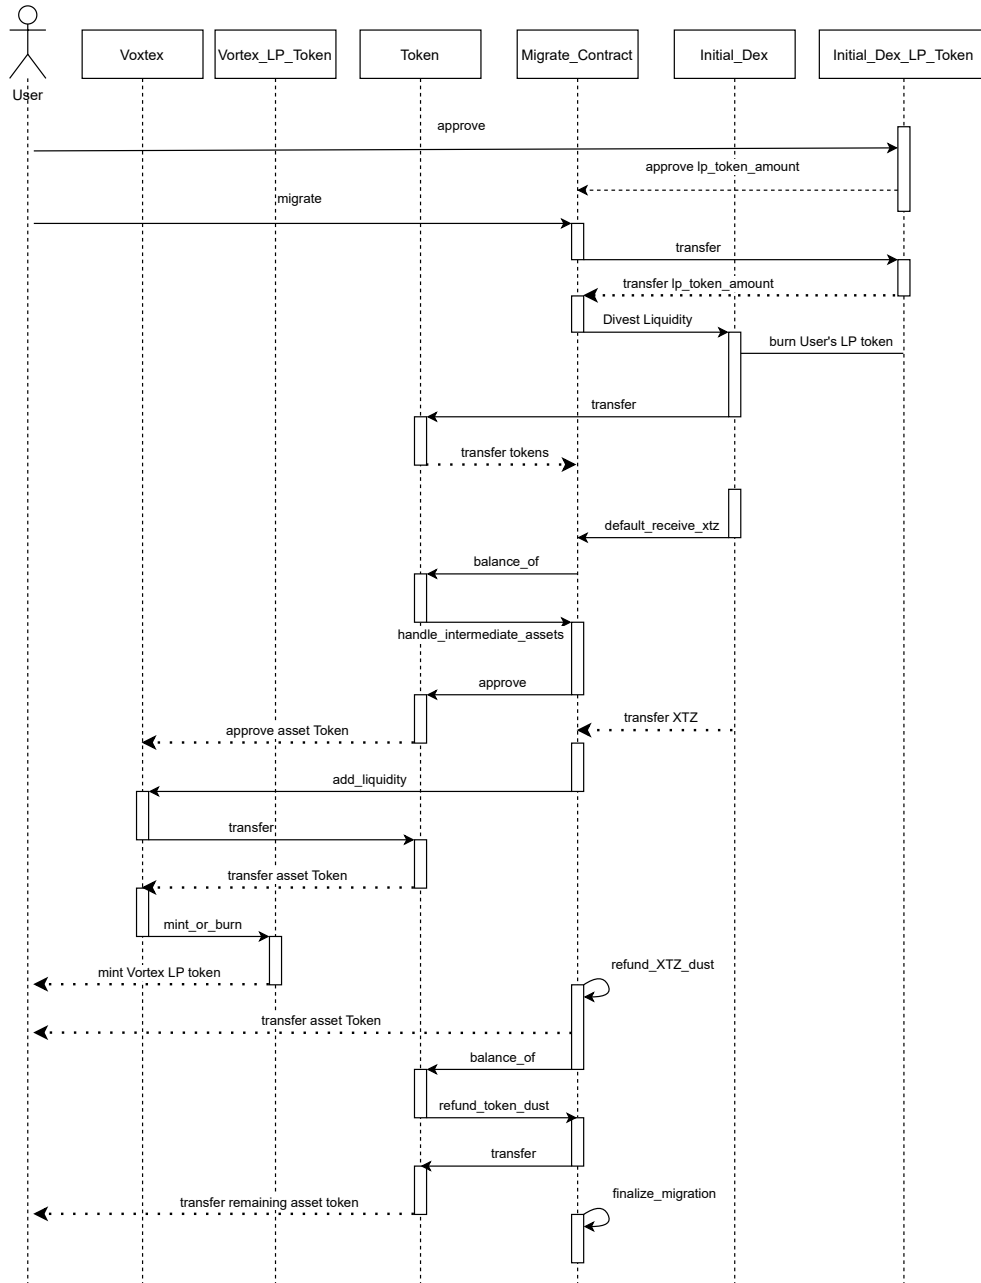 User
Voxtex
Vortex_LP_Token
Token
Migrate_Contract
Initial_Dex
Initial_Dex_LP_Token
approve
approve lp_token_amount
migrate
transfer
transfer lp_token_amount
Divest Liquidity
burn User's LP token
transfer
transfer tokens
default_receive_xtz
balance_of
handle_intermediate_assets
approve
transfer XTZ
approve asset Token
add_liquidity
transfer
transfer asset Token
mint_or_burn
refund_XTZ_dust
mint Vortex LP token
transfer asset Token
balance_of
refund_token_dust
transfer
finalize_migration
transfer remaining asset token